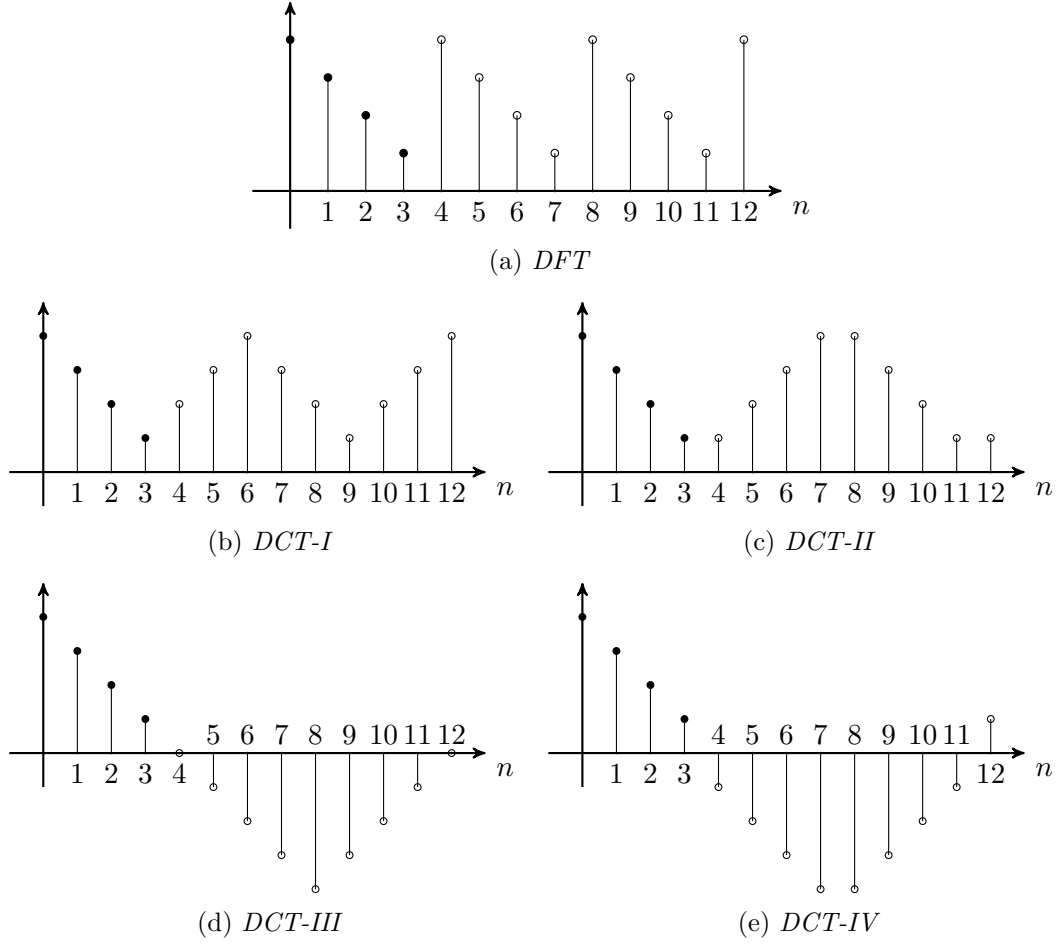 1 2 3 4 5 6 7 8 9 10 11 12 n
(a) DFT
1 2 3 4 5 6 7 8 9 10 11 12 n
(b) DCT-I
1 2 3 4 5 6 7 8 9 10 11 12 n
(c) DCT-II
5 6 7 8 9 10 11 12
1 2 3 4 n
(d) DCT-III
4 5 6 7 8 9 10 11
1 2 3 12 n
(e) DCT-IV